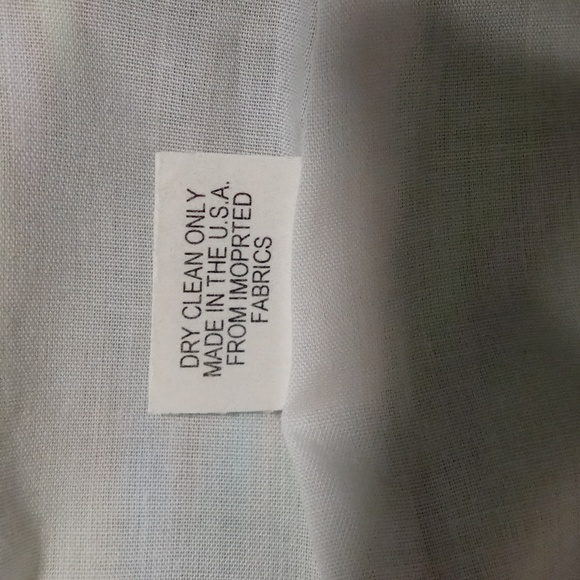 DRY CLEAN ONLY
MADE IN THE U.S.A.
FROM IMOPRTED
FABRICS